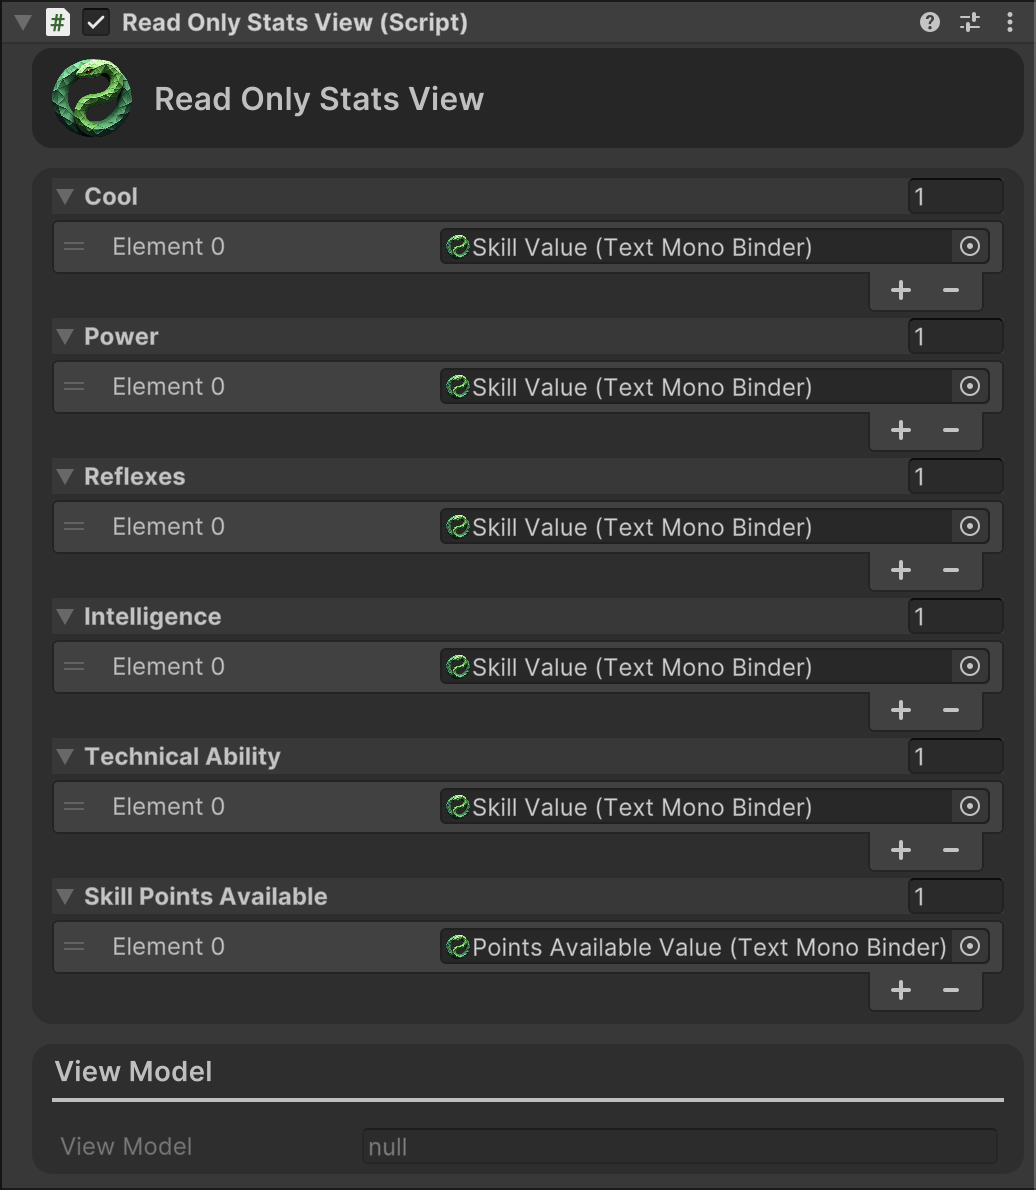 # Read Only Stats View (Script)
Read Only Stats View
Cool 1
Element 0 Skill Value (Text Mono Binder)
+ −
Power 1
Element 0 Skill Value (Text Mono Binder)
+ −
Reflexes 1
Element 0 Skill Value (Text Mono Binder)
+ −
Intelligence 1
Element 0 Skill Value (Text Mono Binder)
+ −
Technical Ability 1
Element 0 Skill Value (Text Mono Binder)
+ −
Skill Points Available 1
Element 0 Points Available Value (Text Mono Binder)
+ −
View Model
View Model null